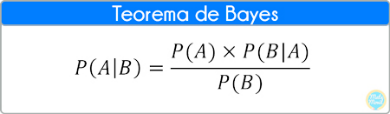 Teorema de Bayes
P(A|B) = P(A) × P(B|A) / P(B)